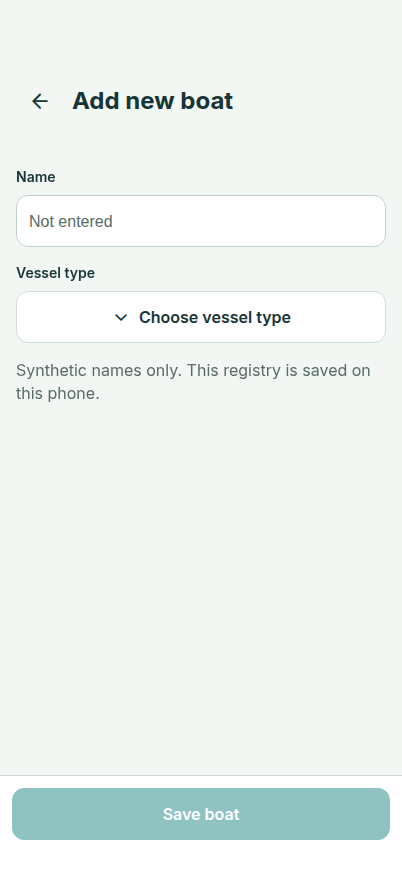 Add new boat
Name
Not entered
Vessel type
Choose vessel type
Synthetic names only. This registry is saved on
this phone.
Save boat